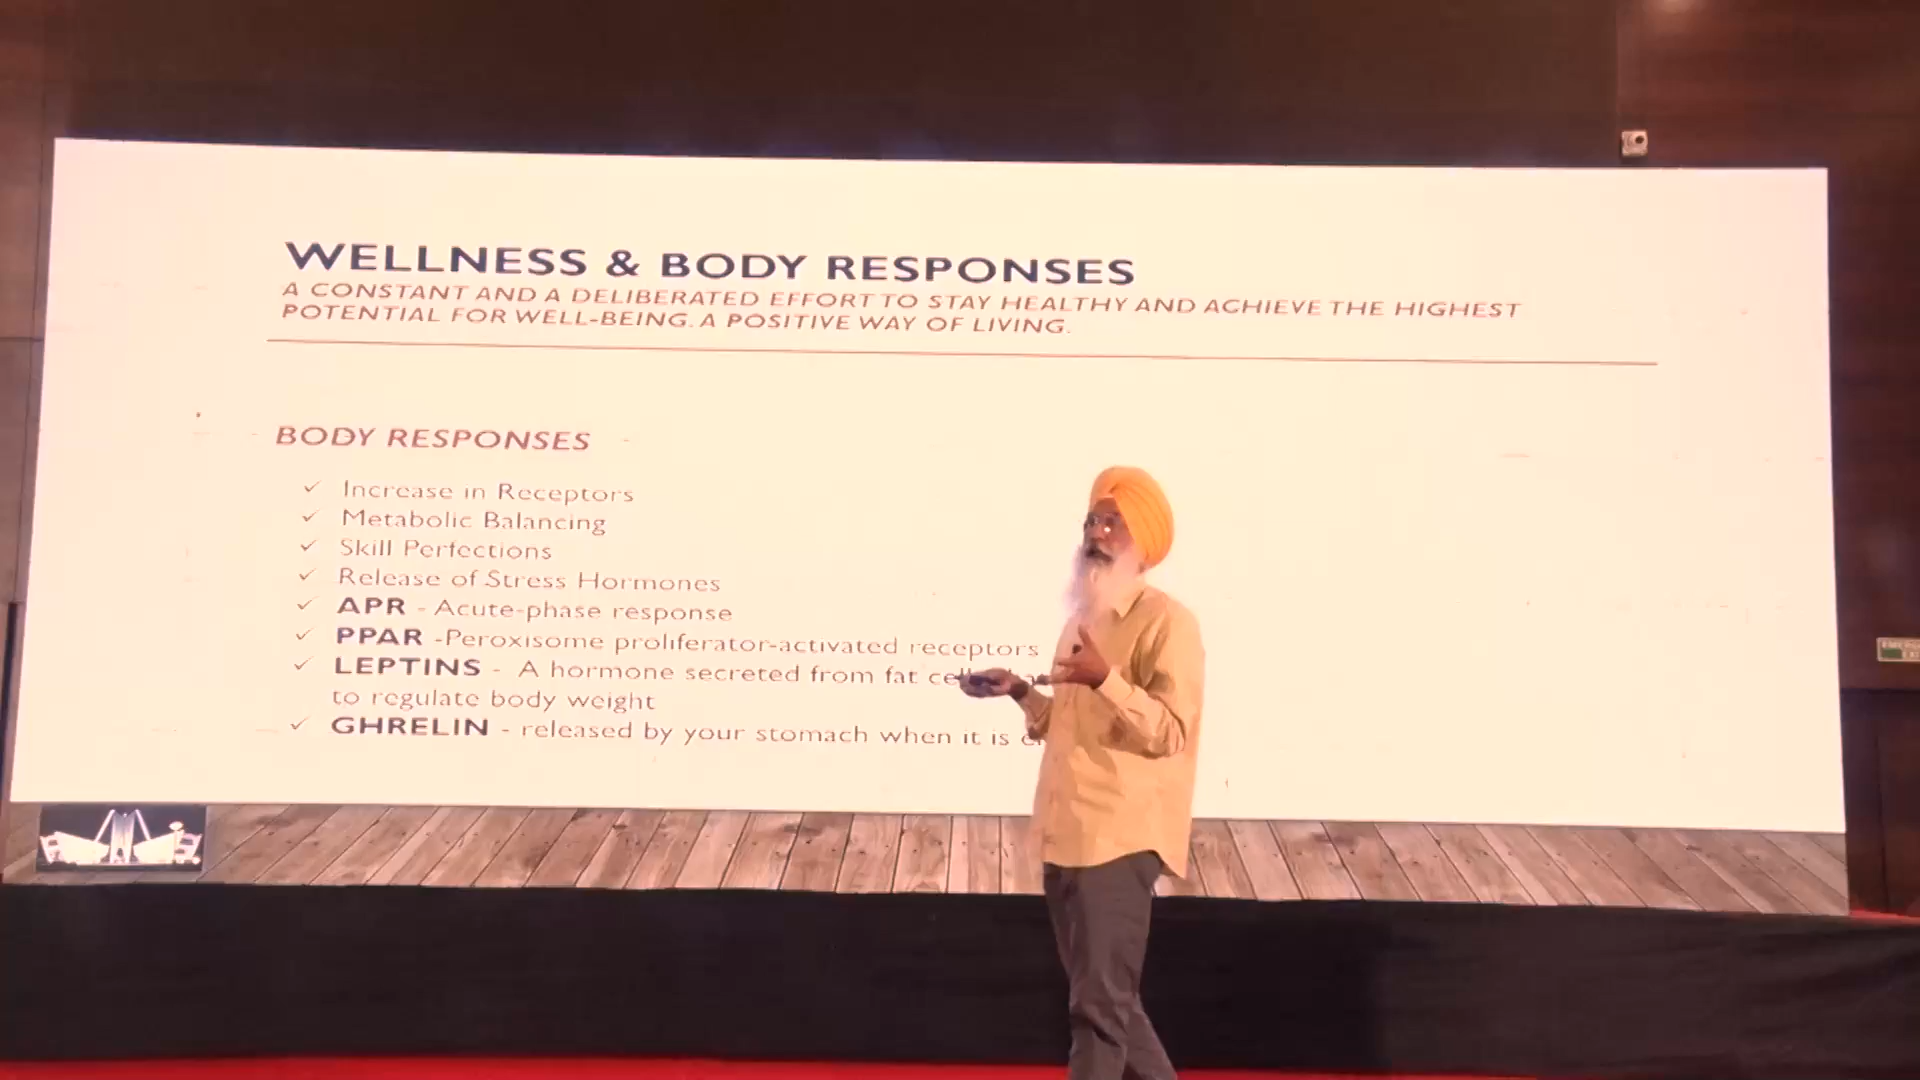 WELLNESS & BODY RESPONSES
A CONSTANT AND A DELIBERATED EFFORT TO STAY HEALTHY AND ACHIEVE THE HIGHEST
POTENTIAL FOR WELL-BEING. A POSITIVE WAY OF LIVING.
BODY RESPONSES
✓ Increase in Receptors
✓ Metabolic Balancing
✓ Skill Perfections
✓ Release of Stress Hormones
✓ APR - Acute-phase response
✓ PPAR -Peroxisome proliferator-activated receptors
✓ LEPTINS - A hormone secreted from fat
to regulate body weight
✓ GHRELIN - released by your stomach when it is